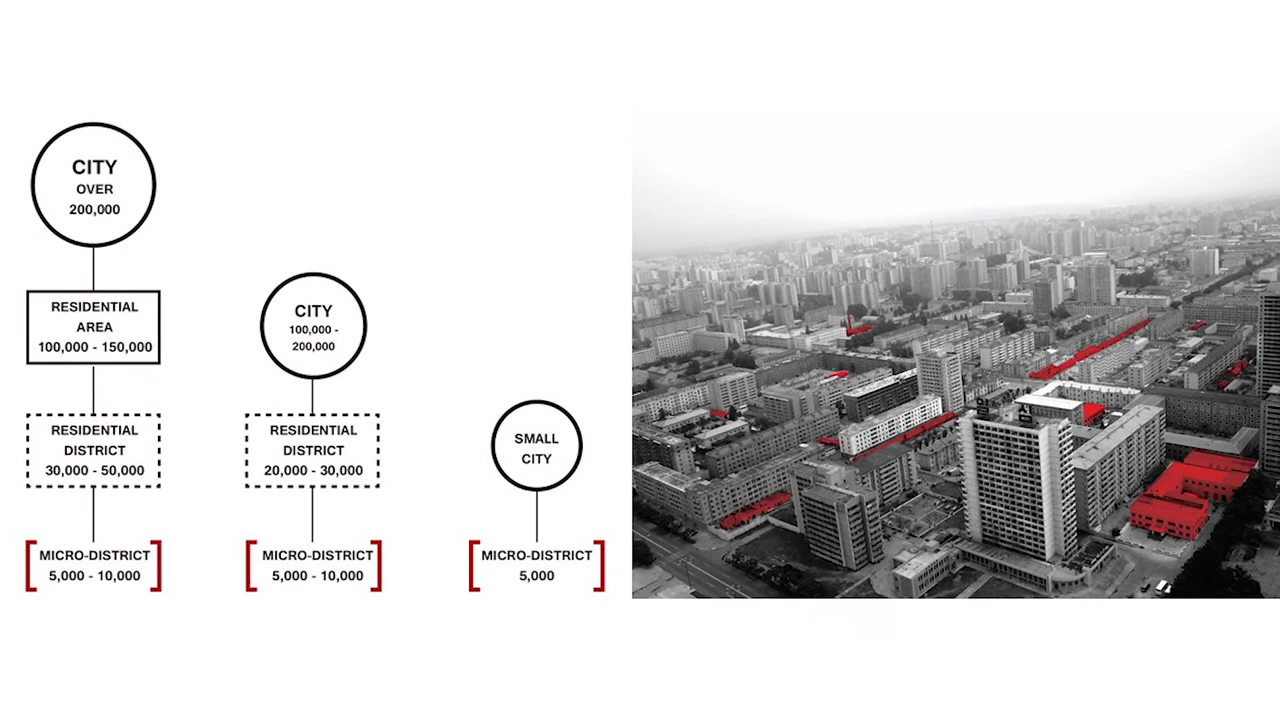 CITY
OVER
200,000
RESIDENTIAL
AREA
100,000 - 150,000
RESIDENTIAL
DISTRICT
30,000 - 50,000
MICRO-DISTRICT
5,000 - 10,000
CITY
100,000 -
200,000
RESIDENTIAL
DISTRICT
20,000 - 30,000
MICRO-DISTRICT
5,000 - 10,000
SMALL
CITY
MICRO-DISTRICT
5,000